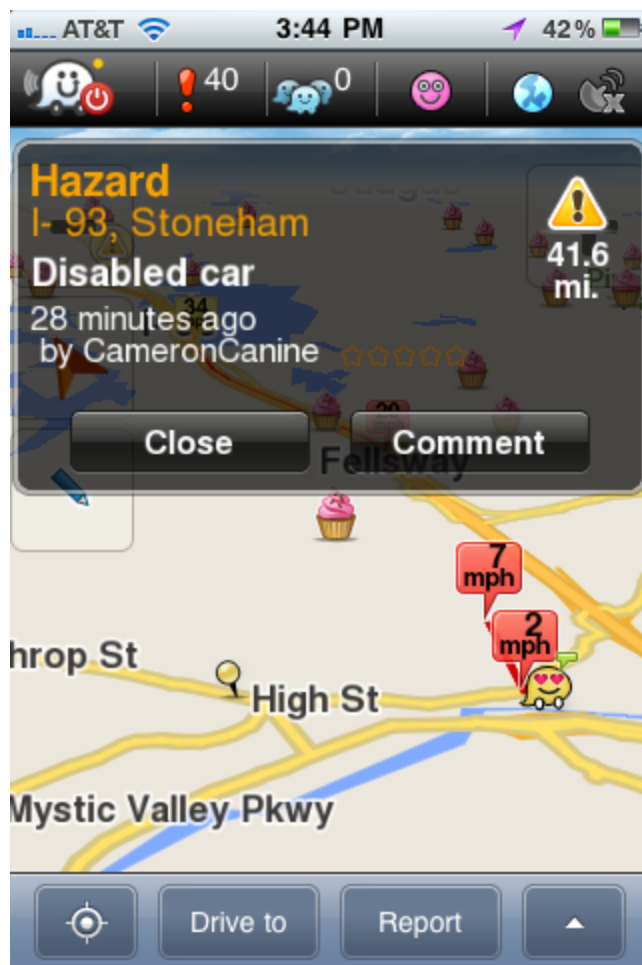 AT&T 3:44 PM 42%
40 0
Hazard
I- 93, Stoneham
Disabled car
28 minutes ago
by CameronCanine
41.6
mi.
34
Close Comment
Fellsway
7
mph
2
mph
hrop St
High St
Mystic Valley Pkwy
Drive to Report